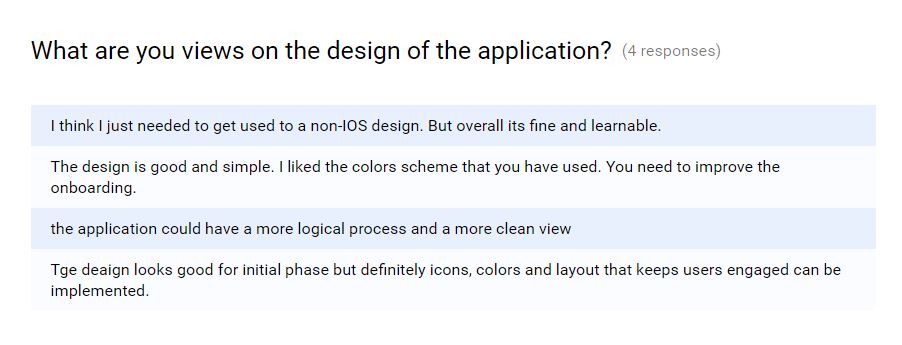 What are you views on the design of the application? (4 responses)
I think I just needed to get used to a non-IOS design. But overall its fine and learnable.
The design is good and simple. I liked the colors scheme that you have used. You need to improve the
onboarding.
the application could have a more logical process and a more clean view
Tge deaign looks good for initial phase but definitely icons, colors and layout that keeps users engaged can be
implemented.